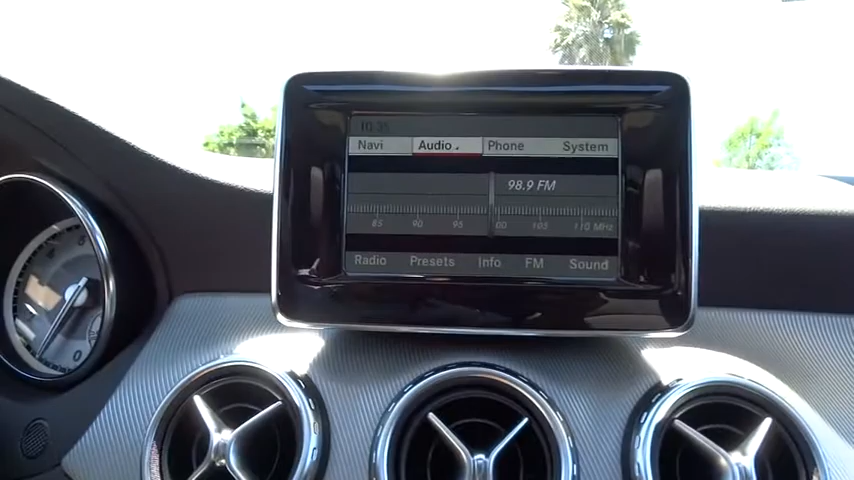 10:35
Navi Audio Phone System
98.9 FM
85 90 95 100 105 110 MHz
Radio Presets Info FM Sound